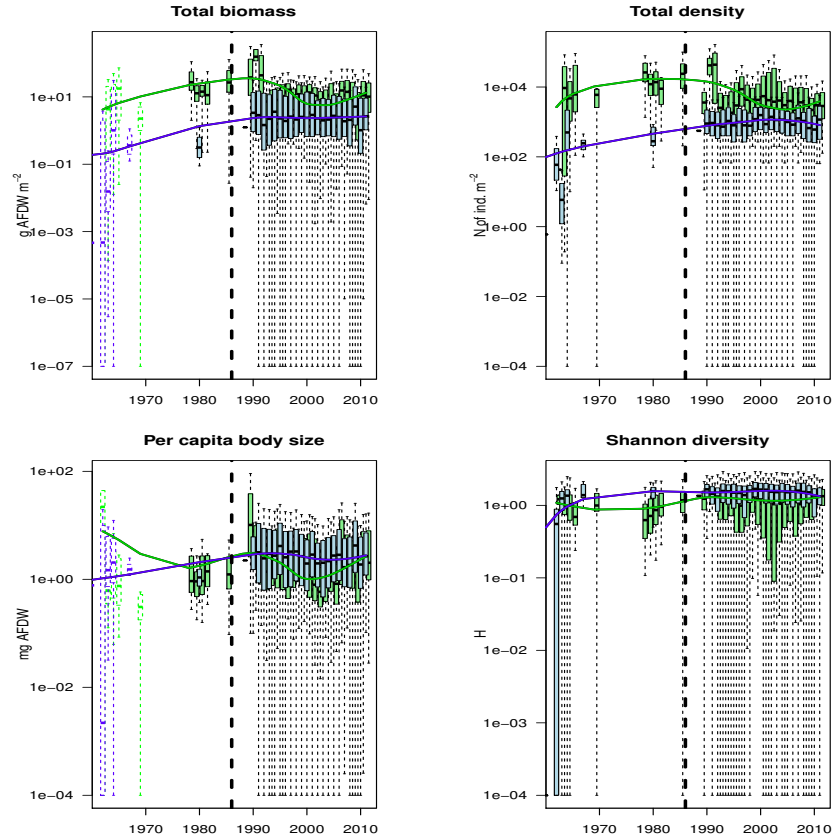 Total biomass
g AFDW m−2
1e+01
1e−01
1e−03
1e−05
1e−07
1970
1980
1990
2000
2010
Total density
N of ind. m−2
1e+04
1e+02
1e+00
1e−02
1e−04
1970
1980
1990
2000
2010
Per capita body size
mg AFDW
1e+02
1e+00
1e−02
1e−04
1970
1980
1990
2000
2010
Shannon diversity
H
1e+00
1e−01
1e−02
1e−03
1e−04
1970
1980
1990
2000
2010